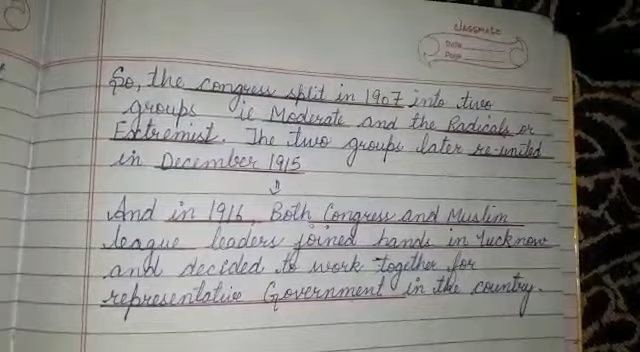 classmate
Date
Page
So, the congress split in 1907 into two
groups ie Moderate and the Radicals or
Extremist. The two groups later re-united
in December 1915
↓
And in 1916, Both Congress and Muslim
league leaders joined hands in Lucknow
and decided to work together for
representative Government in the country.